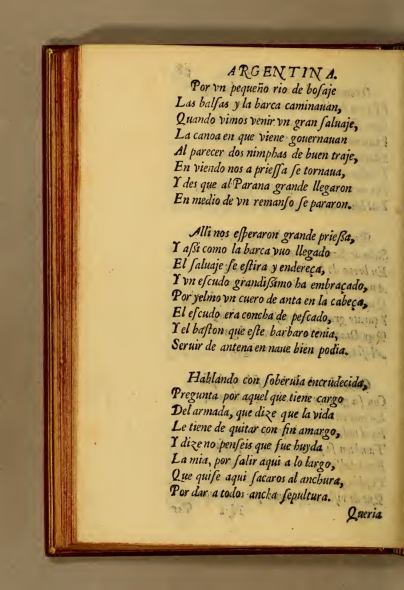 ARGENTINA.
Por vn pequeño rio de bosaje
Las balsas y la barca caminauan,
Quando vimos venir vn gran saluaje,
La canoa en que viene gouernauan
Al parecer dos nimphas de buen traje,
En viendo nos a priessa se tornaua,
Y des que al Parana grande llegaron
En medio de vn remanso se pararon.
Alli nos esperaron grande priessa,
Y assi como la barca vuo llegado
El saluaje se estira y endereça,
Y vn escudo grandissimo ha embraçado,
Por yelmo vn cuero de anta en la cabeça,
El escudo era concha de pescado,
Y el baston que este barbaro tenia,
Seruir de antena en naue bien podia.
Hablando con soberuia encrudecida,
Pregunta por aquel que tiene cargo
Del armada, que dize que la vida
Le tiene de quitar con fin amargo,
Y dize no penseis que fue huyda
La mia, por salir aqui a lo largo,
Que quise aqui sacaros al anchura,
Por dar a todos ancha sepultura.
Queria